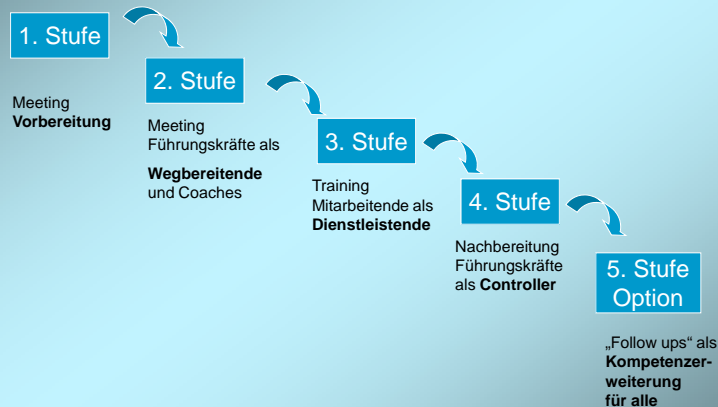 1. Stufe
Meeting
Vorbereitung
2. Stufe
Meeting
Führungskräfte als
Wegbereitende
und Coaches
3. Stufe
Training
Mitarbeitende als
Dienstleistende
4. Stufe
Nachbereitung
Führungskräfte
als Controller
5. Stufe
Option
„Follow ups“ als
Kompetenzer-
weiterung
für alle